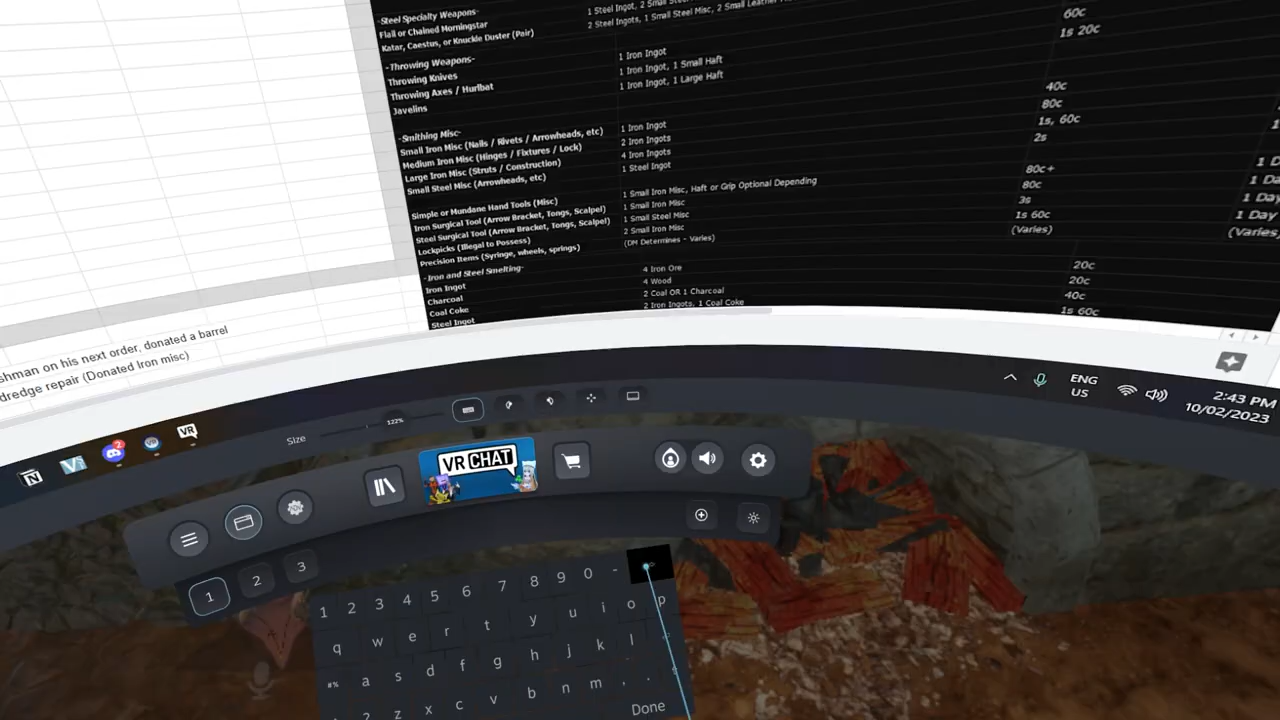 -Steel Specialty Weapons-
Flail or Chained Morningstar
Katar, Caestus, or Knuckle Duster (Pair)
1 Steel Ingot, 2 Small
2 Steel Ingots, 1 Small Steel Misc, 2 Small Leather
60c
1s 20c
-Throwing Weapons-
Throwing Knives 1 Iron Ingot
Throwing Axes / Hurlbat 1 Iron Ingot, 1 Small Haft
Javelins 1 Iron Ingot, 1 Large Haft
40c
80c
1s, 60c
2s
-Smithing Misc-
Small Iron Misc (Nails / Rivets / Arrowheads, etc) 1 Iron Ingot
Medium Iron Misc (Hinges / Fixtures / Lock) 2 Iron Ingots
Large Iron Misc (Struts / Construction) 4 Iron Ingots
Small Steel Misc (Arrowheads, etc) 1 Steel Ingot
80c+
80c
3s
1s 60c
(Varies)
1 D
1 Da
1 Day
1 Day
(Varies,
Simple or Mundane Hand Tools (Misc) 1 Small Iron Misc, Haft or Grip Optional Depending
Iron Surgical Tool (Arrow Bracket, Tongs, Scalpel) 1 Small Iron Misc
Steel Surgical Tool (Arrow Bracket, Tongs, Scalpel) 1 Small Steel Misc
Lockpicks (Illegal to Possess) 2 Small Iron Misc
Precision Items (Syringe, wheels, springs) (DM Determines - Varies)
-Iron and Steel Smelting-
Iron Ingot 4 Iron Ore 20c
Charcoal 4 Wood 20c
Coal Coke 2 Coal OR 1 Charcoal 40c
Steel Ingot 2 Iron Ingots, 1 Coal Coke 1s 60c
shman on his next order, donated a barrel
dredge repair (Donated Iron misc)
ENG
US
2:43 PM
10/02/2023
2
VR
Size 122%
VRCHAT
1 2 3
1 2 3 4 5 6 7 8 9 0 -
q w e r t y u i o p
#% a s d f g h j k l
? z x c v b n m , .
Done